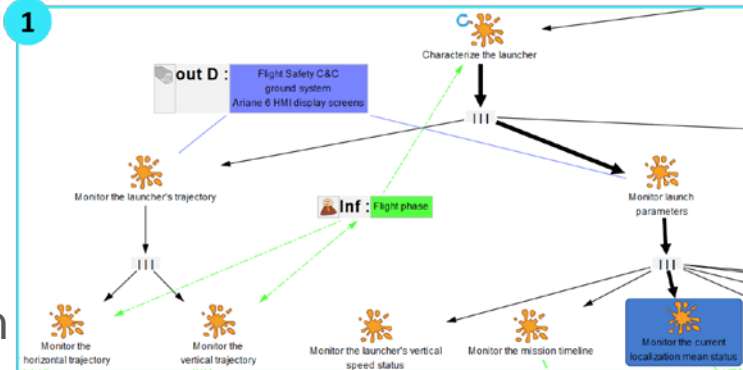 1
Characterize the launcher
out D :
Flight Safety C&C
ground system
Ariane 6 HMI display screens
|||
Monitor the launcher's trajectory
Inf :
Flight phase
Monitor launch
parameters
|||
|||
n
Monitor the
horizontal trajectory
Monitor the
vertical trajectory
Monitor the launcher's vertical
speed status
Monitor the mission timeline
Monitor the current
localization mean status